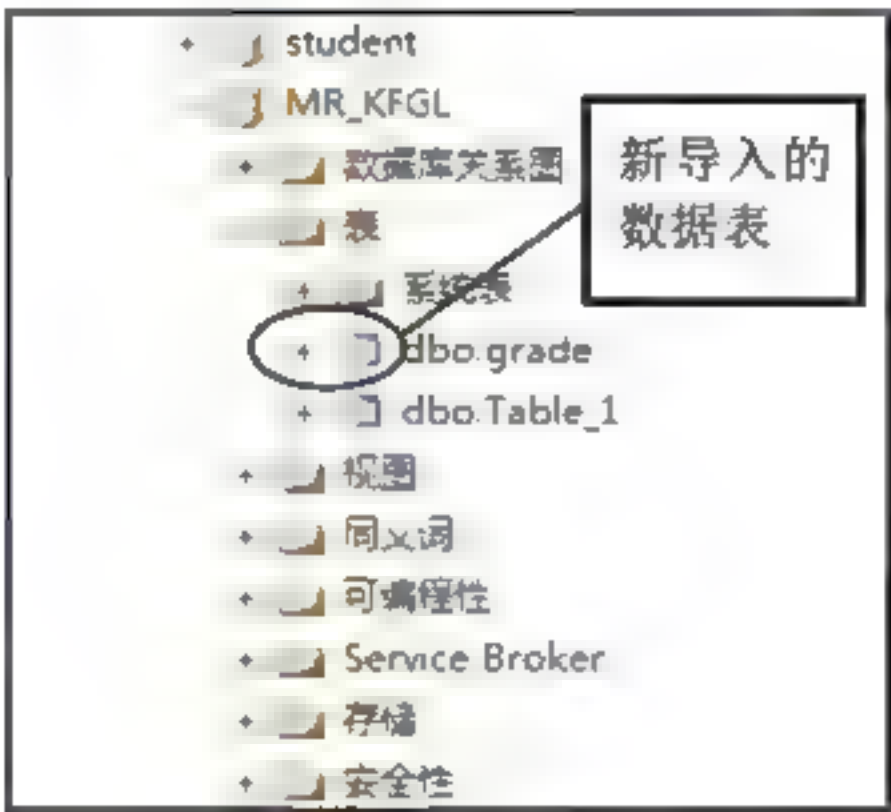 student
MR_KFGL
数据库关系图
表
系统表
dbo.grade
dbo.Table_1
视图
同义词
可编程性
Service Broker
存储
安全性
新导入的
数据表